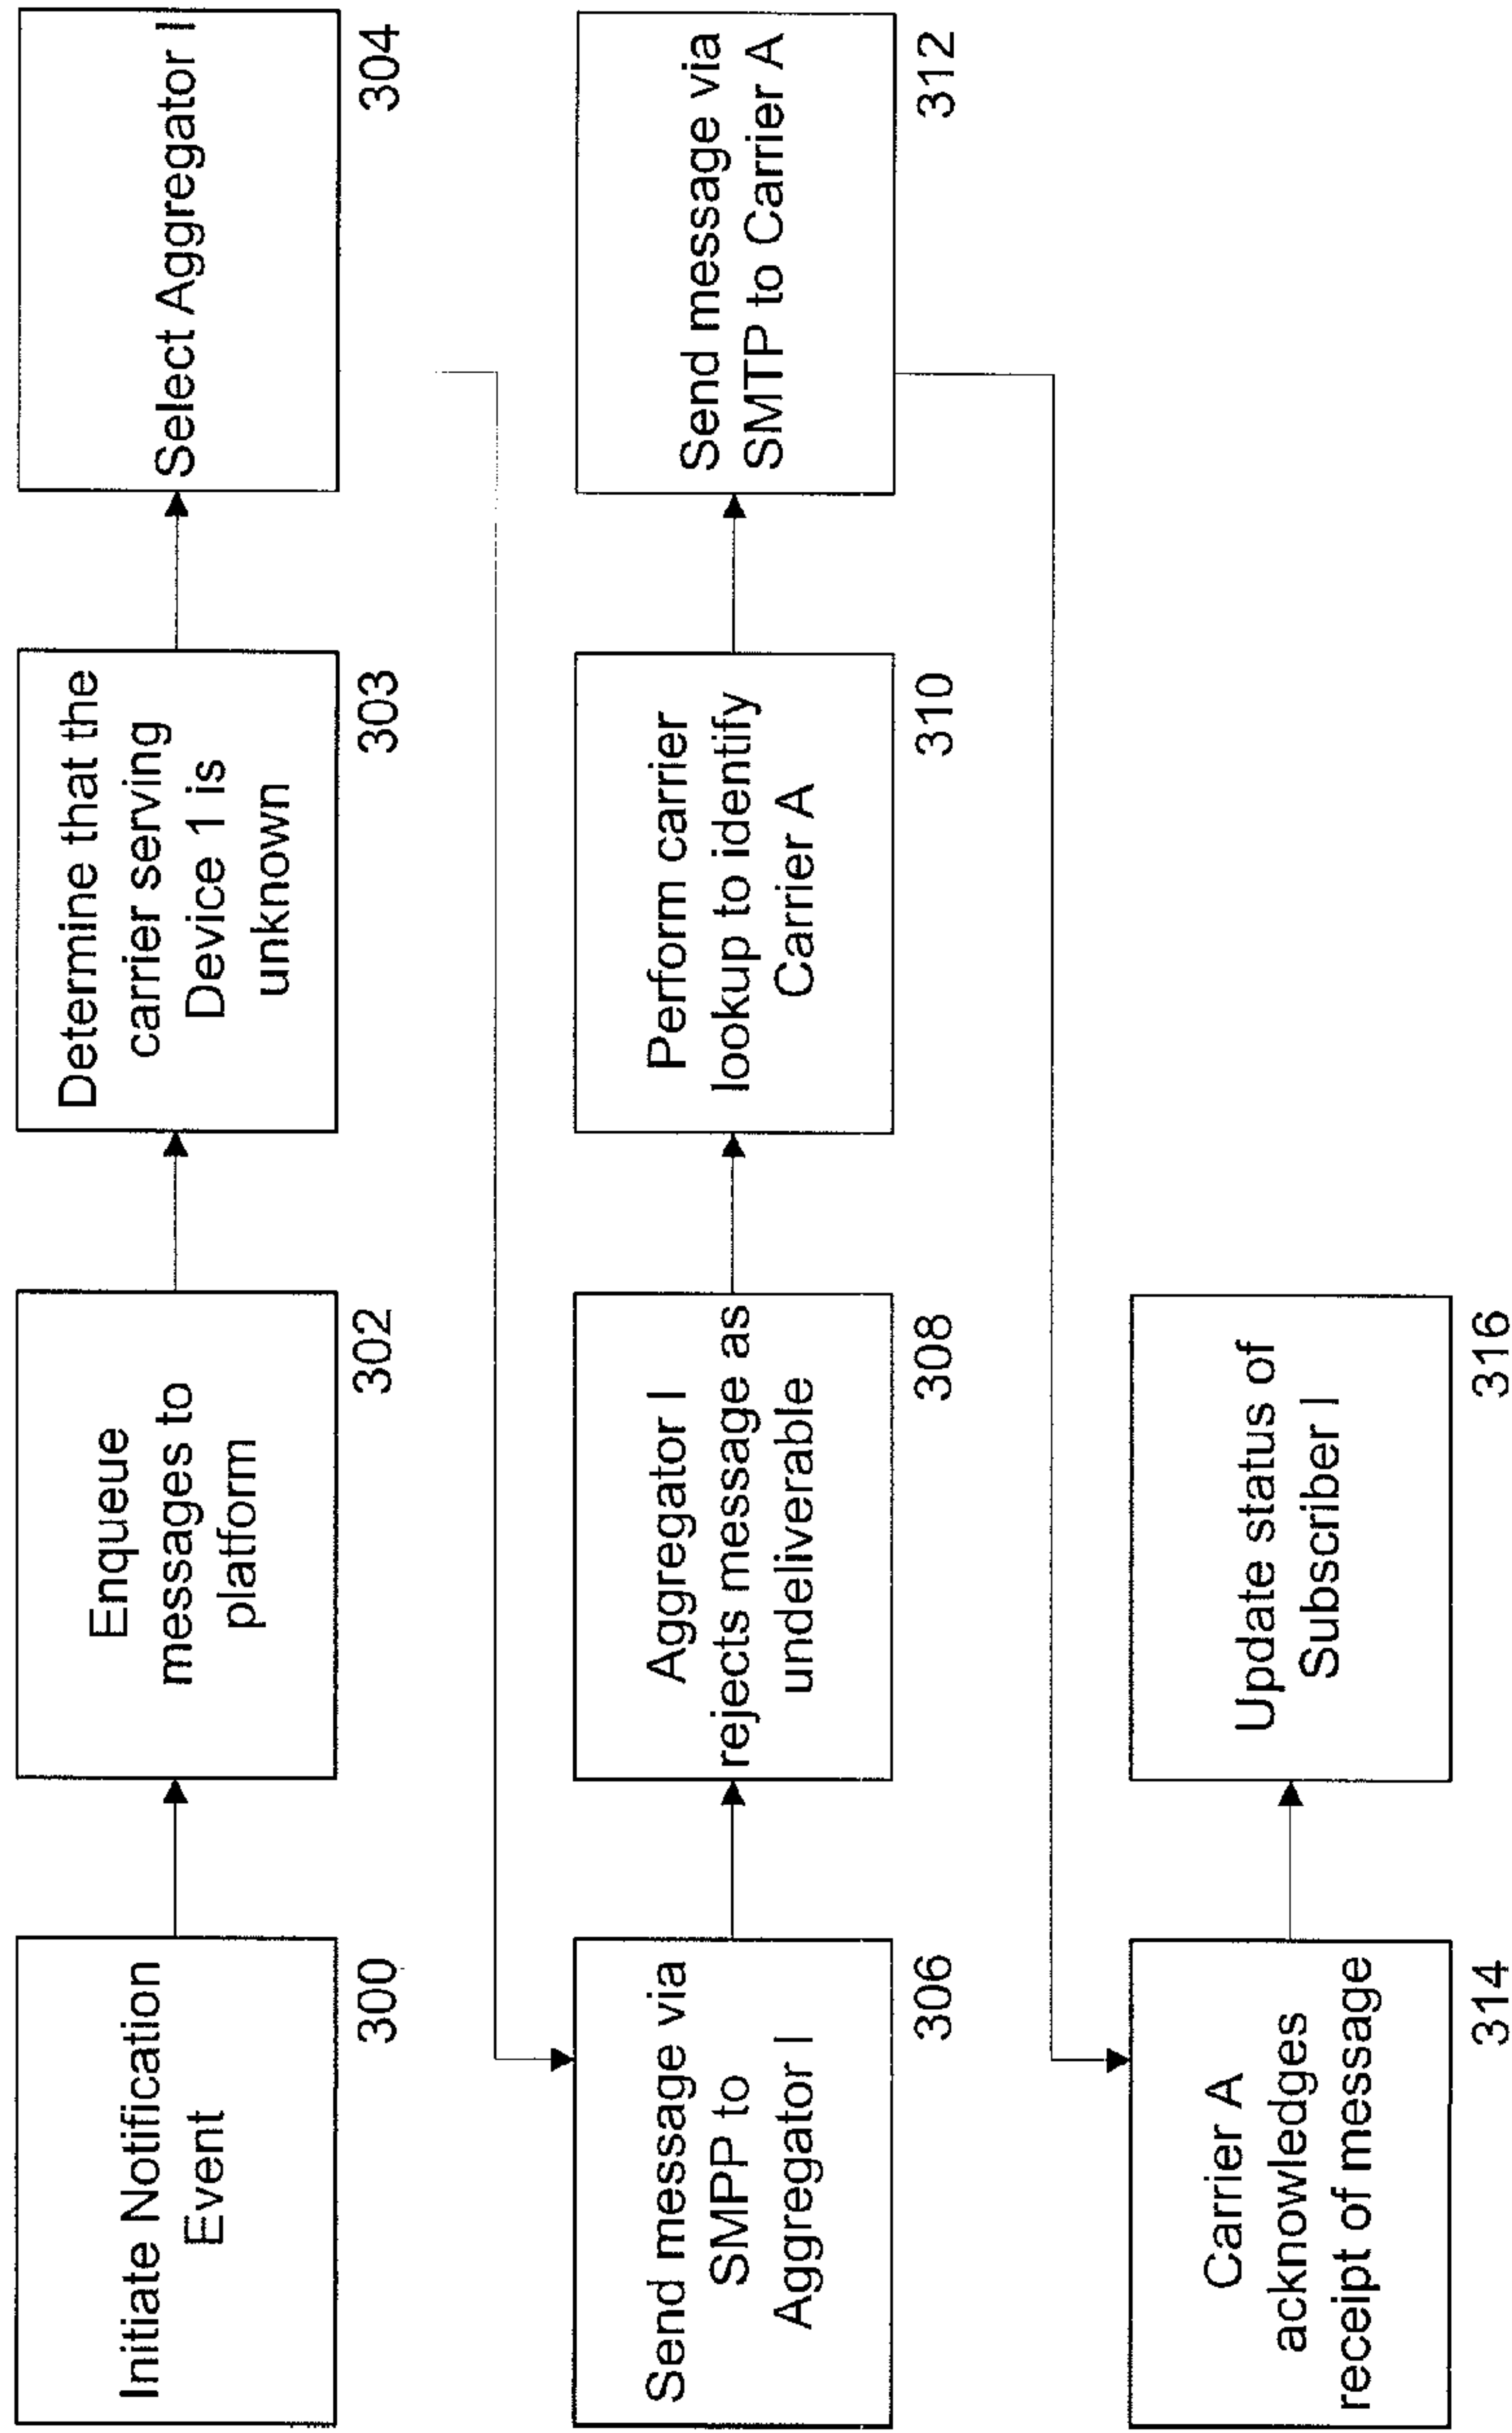 Initiate Notification
Event
300
Enqueue
messages to
platform
302
Determine that the
carrier serving
Device 1 is
unknown
303
Select Aggregator I
304
Send message via
SMPP to
Aggregator I
306
Aggregator I
rejects message as
undeliverable
308
Perform carrier
lookup to identify
Carrier A
310
Send message via
SMTP to Carrier A
312
Carrier A
acknowledges
receipt of message
314
Update status of
Subscriber I
316